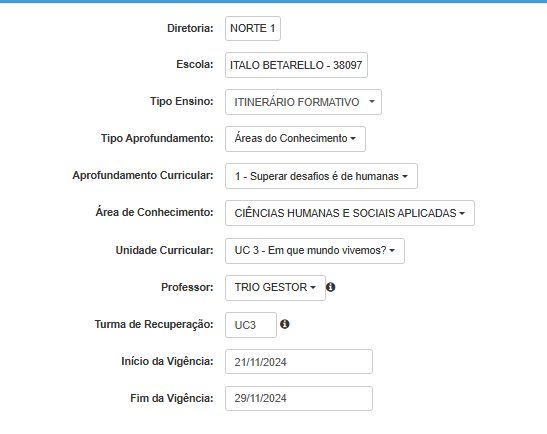 Diretoria: NORTE 1
Escola: ITALO BETARELLO - 38097
Tipo Ensino: ITINERÁRIO FORMATIVO
Tipo Aprofundamento: Áreas do Conhecimento
Aprofundamento Curricular: 1 - Superar desafios é de humanas
Área de Conhecimento: CIÊNCIAS HUMANAS E SOCIAIS APLICADAS
Unidade Curricular: UC 3 - Em que mundo vivemos?
Professor: TRIO GESTOR
Turma de Recuperação: UC3
Início da Vigência: 21/11/2024
Fim da Vigência: 29/11/2024